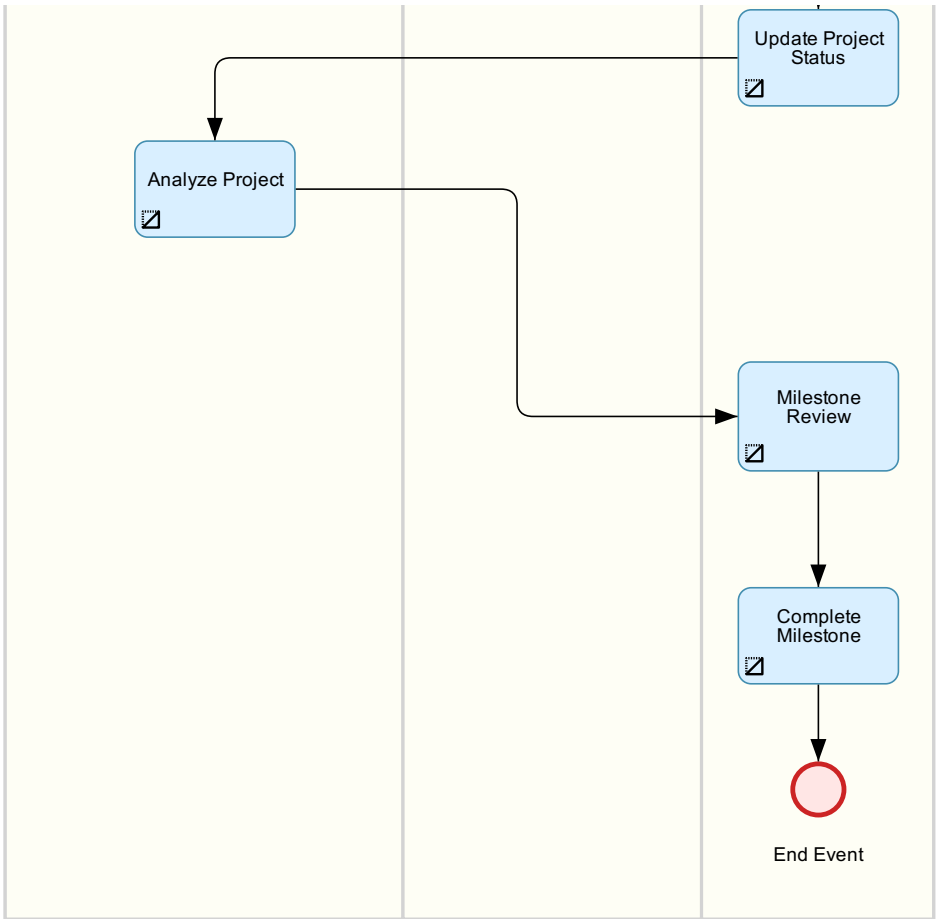 Update Project
Status
Analyze Project
Milestone
Review
Complete
Milestone
End Event